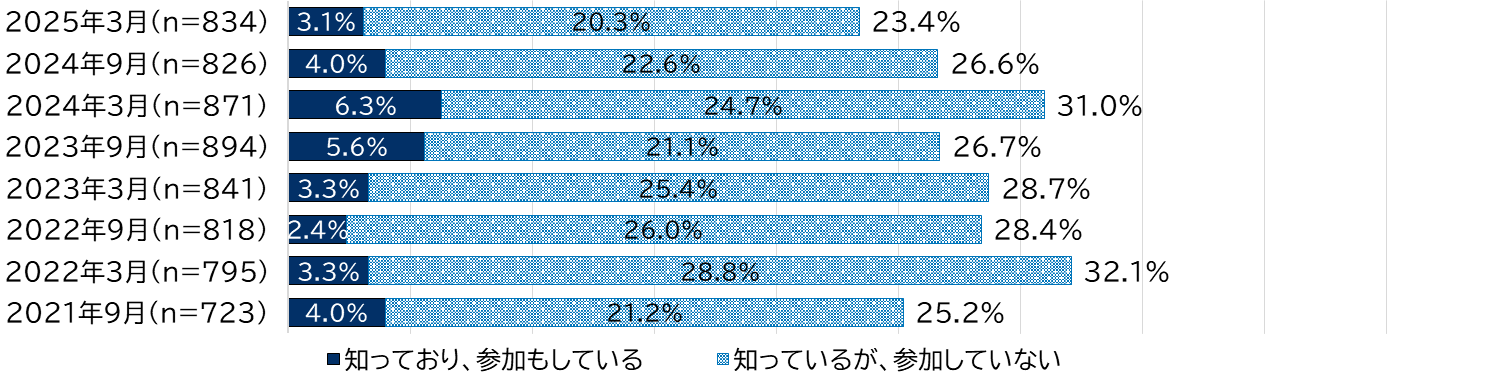 2025年3月(n=834) 3.1% 20.3% 23.4%
2024年9月(n=826) 4.0% 22.6% 26.6%
2024年3月(n=871) 6.3% 24.7% 31.0%
2023年9月(n=894) 5.6% 21.1% 26.7%
2023年3月(n=841) 3.3% 25.4% 28.7%
2022年9月(n=818) 2.4% 26.0% 28.4%
2022年3月(n=795) 3.3% 28.8% 32.1%
2021年9月(n=723) 4.0% 21.2% 25.2%
知っており、参加もしている 知っているが、参加していない